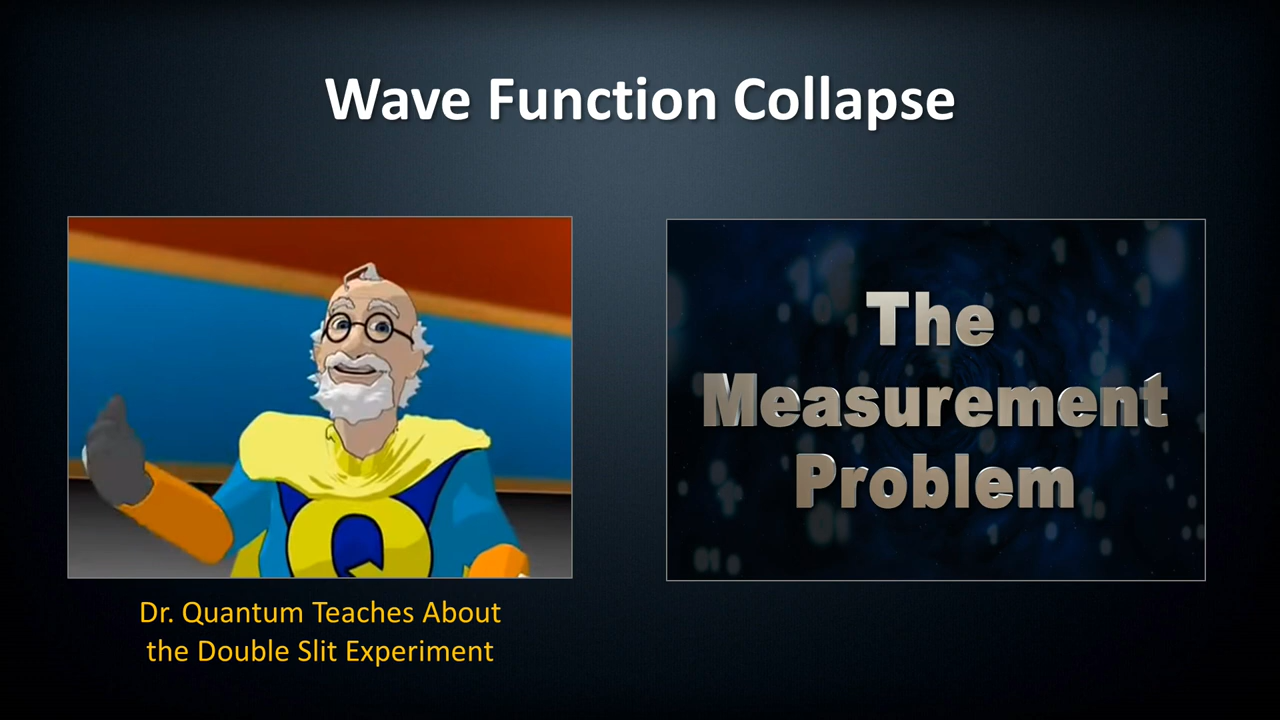 Wave Function Collapse
Q
Dr. Quantum Teaches About
the Double Slit Experiment
The
Measurement
Problem